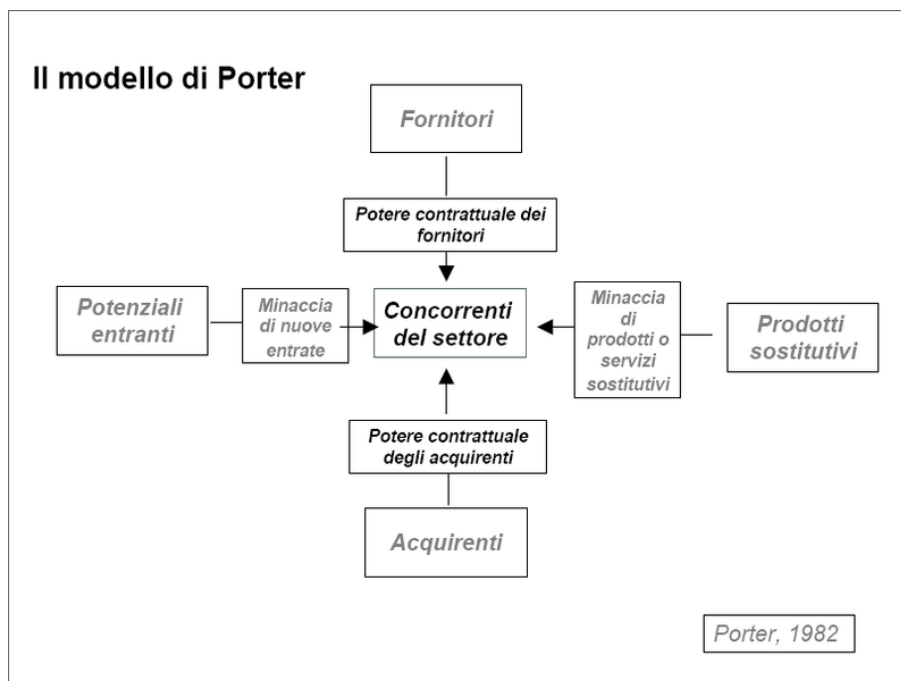 Il modello di Porter
Fornitori
Potere contrattuale dei
fornitori
Potenziali
entranti
Minaccia
di nuove
entrate
Concorrenti
del settore
Minaccia
di
prodotti o
servizi
sostitutivi
Prodotti
sostitutivi
Potere contrattuale
degli acquirenti
Acquirenti
Porter, 1982